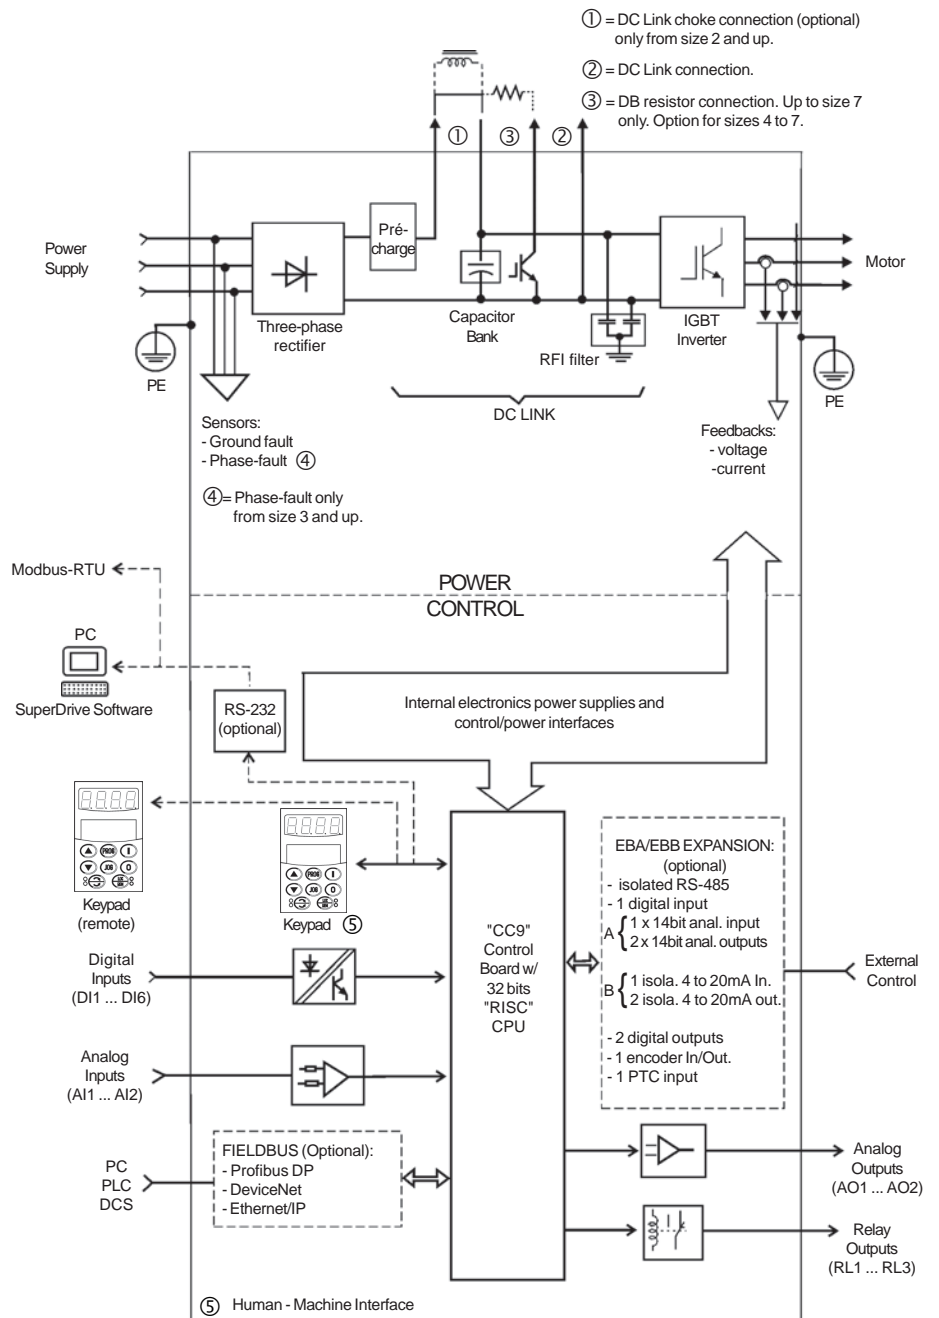 ① = DC Link choke connection (optional)
only from size 2 and up.
② = DC Link connection.
③ = DB resistor connection. Up to size 7
only. Option for sizes 4 to 7.
① ③ ②
Power
Supply
Pré-
charge
Motor
Three-phase
rectifier
Capacitor
Bank
IGBT
Inverter
RFI filter
PE
PE
DC LINK
Sensors:
- Ground fault
- Phase-fault ④
Feedbacks:
- voltage
-current
④= Phase-fault only
from size 3 and up.
Modbus-RTU
POWER
CONTROL
PC
SuperDrive Software
RS-232
(optional)
Internal electronics power supplies and
control/power interfaces
PROG I
JOG 0
Keypad
(remote)
PROG I
JOG 0
Keypad ⑤
"CC9"
Control
Board w/
32 bits
"RISC"
CPU
EBA/EBB EXPANSION:
(optional)
- isolated RS-485
- 1 digital input
A { 1 x 14bit anal. input
2 x 14bit anal. outputs
B { 1 isola. 4 to 20mA In.
2 isola. 4 to 20mA out.
- 2 digital outputs
- 1 encoder In/Out.
- 1 PTC input
External
Control
Digital
Inputs
(DI1 ... DI6)
Analog
Inputs
(AI1 ... AI2)
PC
PLC
DCS
FIELDBUS (Optional):
- Profibus DP
- DeviceNet
- Ethernet/IP
Analog
Outputs
(AO1 ... AO2)
Relay
Outputs
(RL1 ... RL3)
⑤ Human - Machine Interface